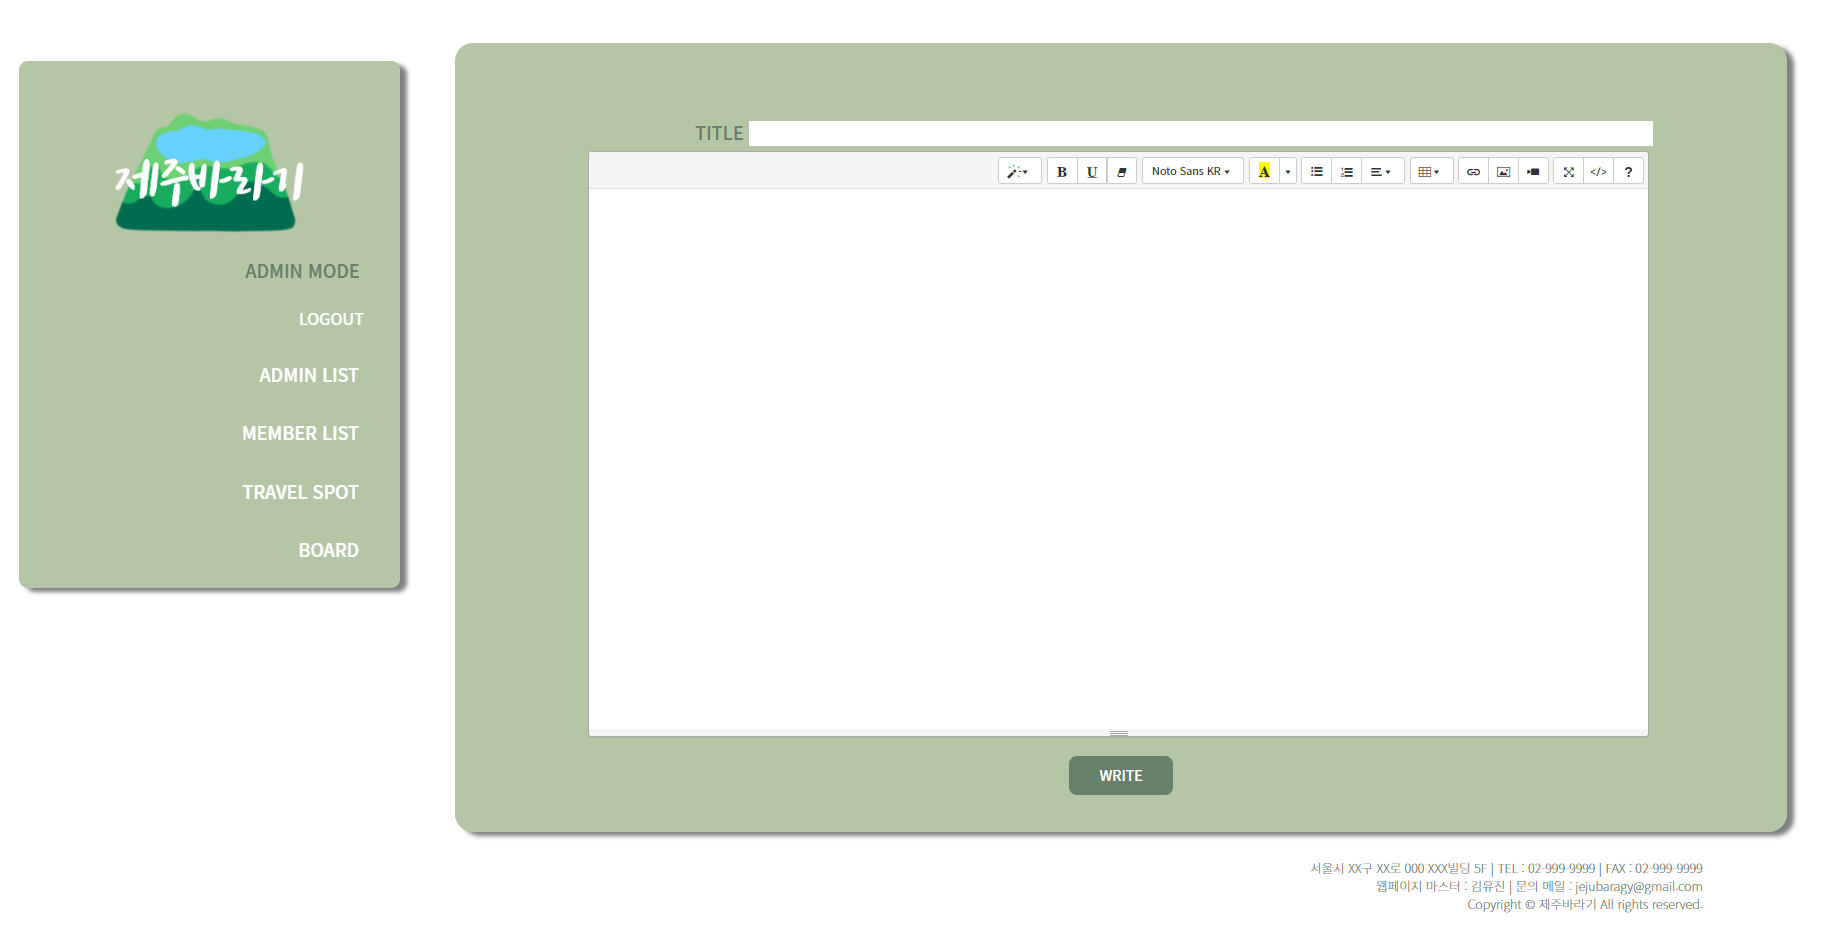 제주바라기
ADMIN MODE
LOGOUT
ADMIN LIST
MEMBER LIST
TRAVEL SPOT
BOARD
TITLE
B U Noto Sans KR A </> ?
WRITE
서울시 XX구 XX로 000 XXX빌딩 5F | TEL : 02-999-9999 | FAX : 02-999-9999
웹페이지 마스터 : 김유진 | 문의 메일 : jejubaragy@gmail.com
Copyright © 제주바라기 All rights reserved.